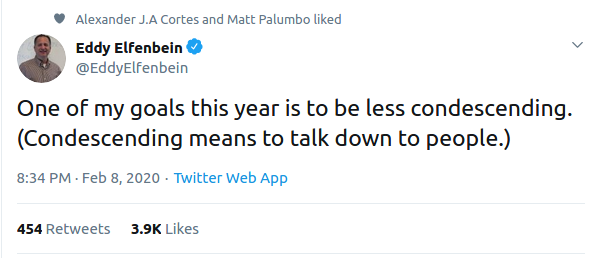 Alexander J.A Cortes and Matt Palumbo liked
Eddy Elfenbein
@EddyElfenbein
One of my goals this year is to be less condescending.
(Condescending means to talk down to people.)
8:34 PM · Feb 8, 2020 · Twitter Web App
454 Retweets 3.9K Likes